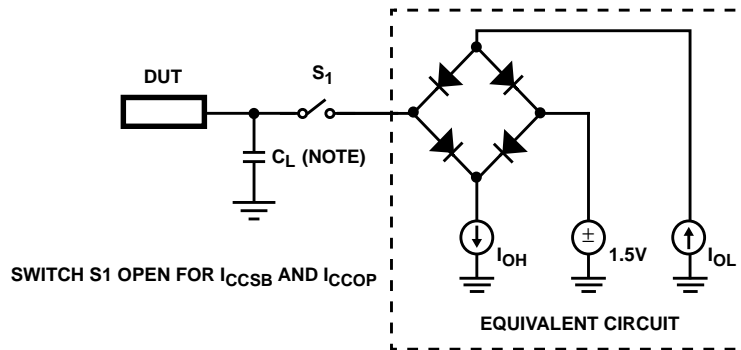 DUT
S1
CL (NOTE)
±
IOH
1.5V
IOL
SWITCH S1 OPEN FOR ICCSB AND ICCOP
EQUIVALENT CIRCUIT